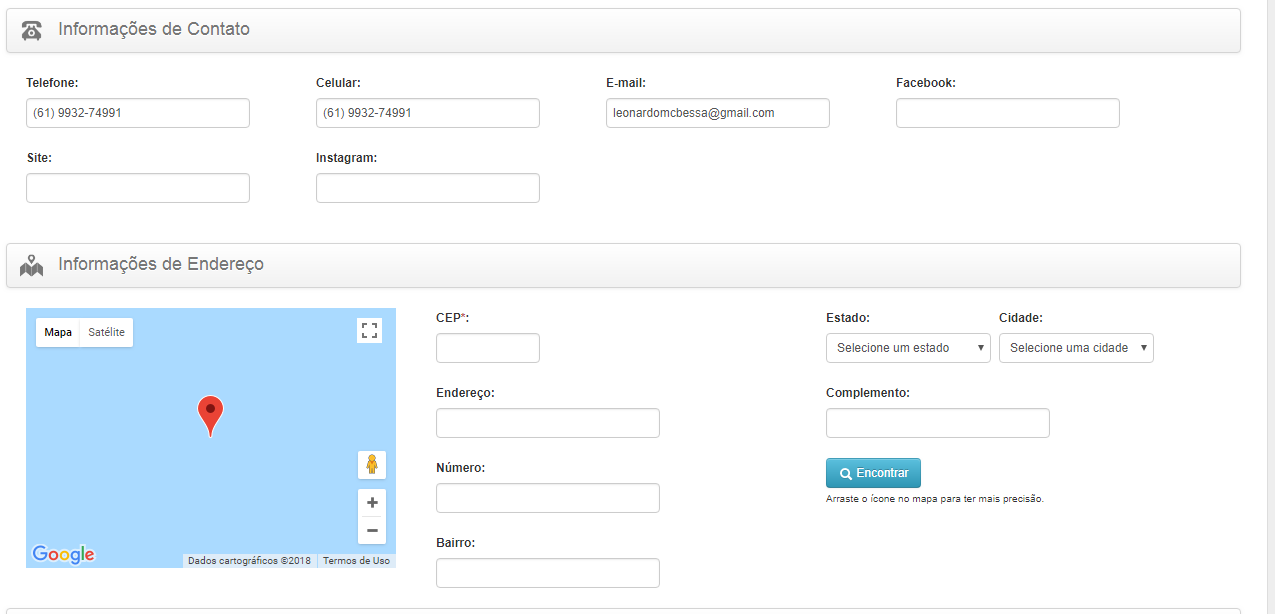 Informações de Contato
Telefone: Celular: E-mail: Facebook:
(61) 9932-74991 (61) 9932-74991 leonardomcbessa@gmail.com
Site: Instagram:
Informações de Endereço
Mapa Satélite
CEP*: Estado: Cidade:
Selecione um estado Selecione uma cidade
Endereço: Complemento:
Número:
Encontrar
Arraste o ícone no mapa para ter mais precisão.
Bairro:
Google
Dados cartográficos ©2018 Termos de Uso